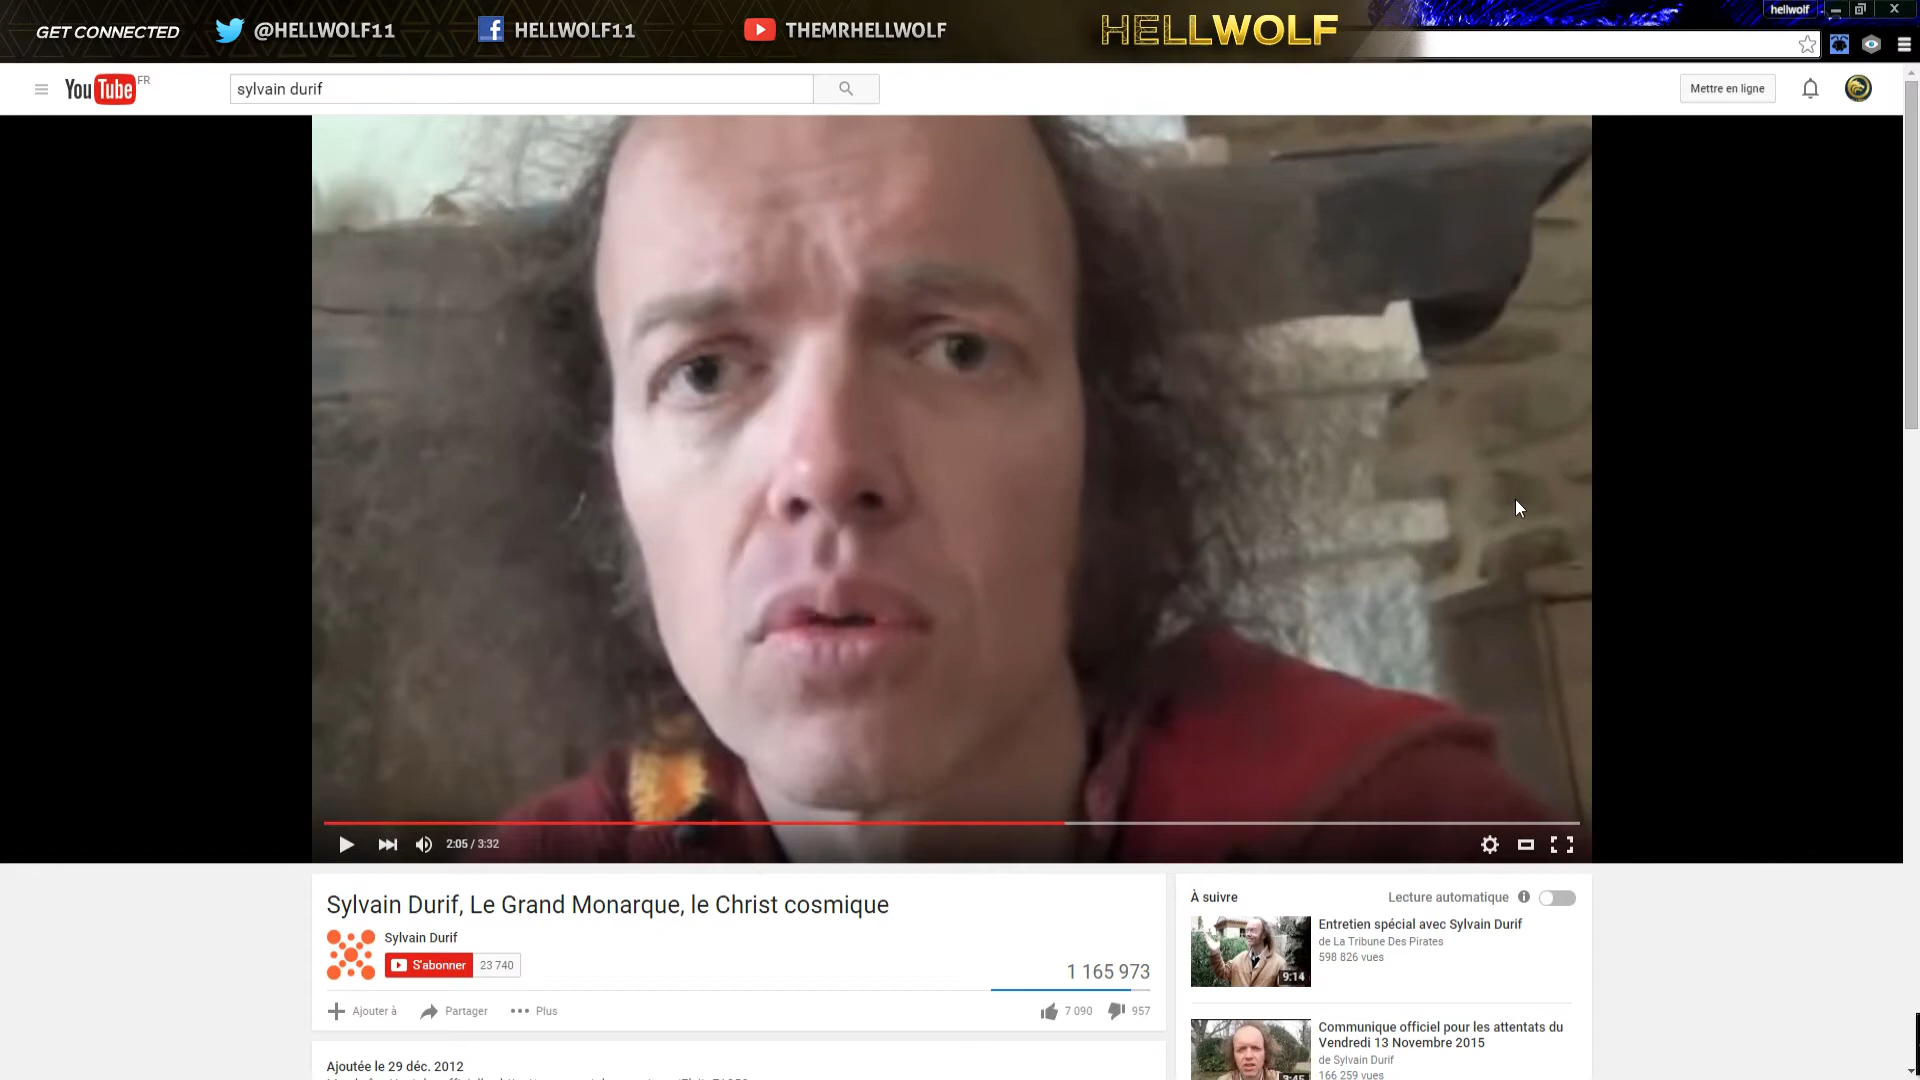 GET CONNECTED
@HELLWOLF11
HELLWOLF11
THEMRHELLWOLF
HELLWOLF
hellwolf
YouTube FR
sylvain durif
Mettre en ligne
2:05 / 3:32
Sylvain Durif, Le Grand Monarque, le Christ cosmique
Sylvain Durif
S'abonner 23 740
1 165 973
Ajouter à
Partager
Plus
7 090
957
Ajoutée le 29 déc. 2012
À suivre
Lecture automatique
9:14
Entretien spécial avec Sylvain Durif
de La Tribune Des Pirates
598 826 vues
Communique officiel pour les attentats du
Vendredi 13 Novembre 2015
de Sylvain Durif
166 259 vues